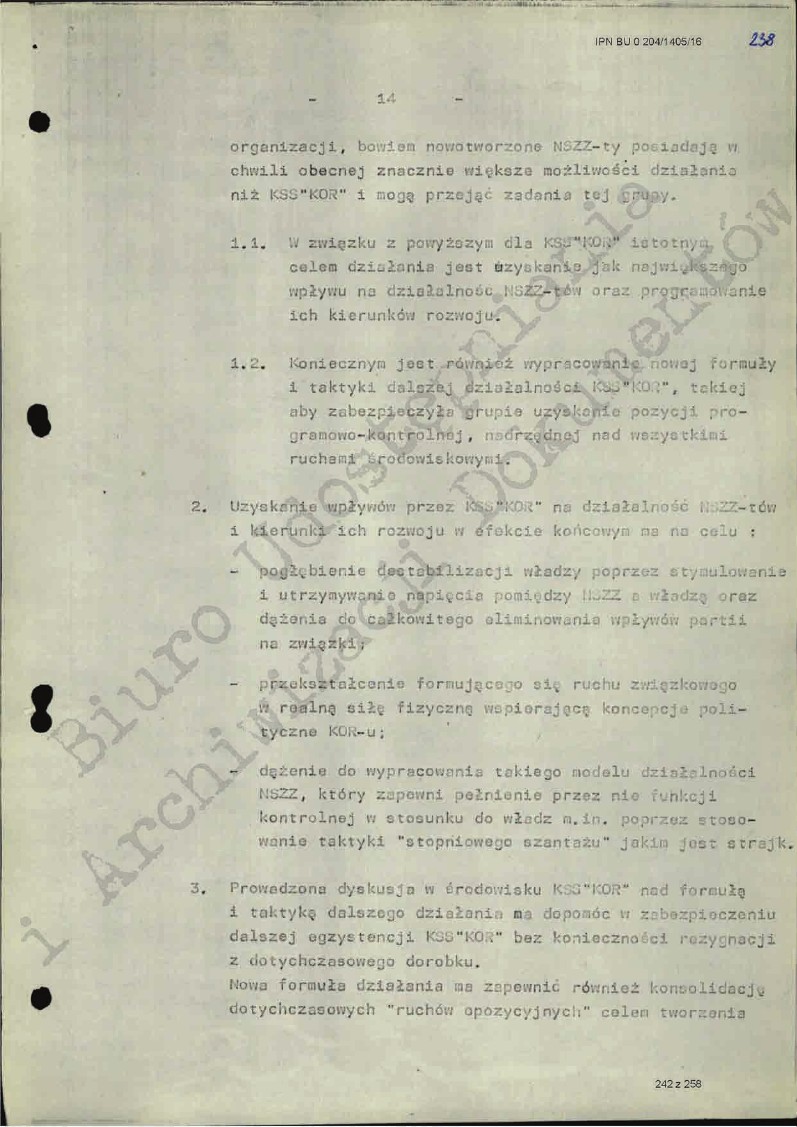 IPN BU 0 204/1405/16
238
- 14 -
organizacji, bowiem nowotworzone NSZZ-ty posiadają w
chwili obecnej znacznie większe możliwości działania
niż KSS"KOR" i mogą przejąć zadania tej grupy.
1.1. W związku z powyższym dla KSS"KOR" istotnym
celem działania jest uzyskanie jak największego
wpływu na działalność NSZZ-tów oraz programowanie
ich kierunków rozwoju.
1.2. Koniecznym jest również wypracowanie nowej formuły
i taktyki dalszej działalności KSS"KOR", takiej
aby zabezpieczyła grupie uzyskanie pozycji pro-
gramowo-kontrolnej, nadrzędnej nad wszystkimi
ruchami środowiskowymi.
2. Uzyskanie wpływów przez KSS"KOR" na działalność NSZZ-tów
i kierunki ich rozwoju w efekcie końcowym ma na celu :
- pogłębienie destabilizacji władzy poprzez stymulowanie
i utrzymywanie napięcia pomiędzy NSZZ a władzą oraz
dążenia do całkowitego eliminowania wpływów partii
na związki;
- przekształcenie formującego się ruchu związkowego
w realną siłę fizyczną wspierającą koncepcje poli-
tyczne KOR-u;
- dążenie do wypracowania takiego modelu działalności
NSZZ, który zapewni pełnienie przez nie funkcji
kontrolnej w stosunku do władz m.in. poprzez stoso-
wanie taktyki "stopniowego szantażu" jakim jest strajk.
3. Prowadzona dyskusja w środowisku KSS"KOR" nad formułą
i taktyką dalszego działania ma dopomóc w zabezpieczeniu
dalszej egzystencji KSS"KOR" bez konieczności rezygnacji
z dotychczasowego dorobku.
Nowa formuła działania ma zapewnić również konsolidację
dotychczasowych "ruchów opozycyjnych" celem tworzenia
Biuro Udostępniania
i Archiwizacji Dokumentów
242 z 258